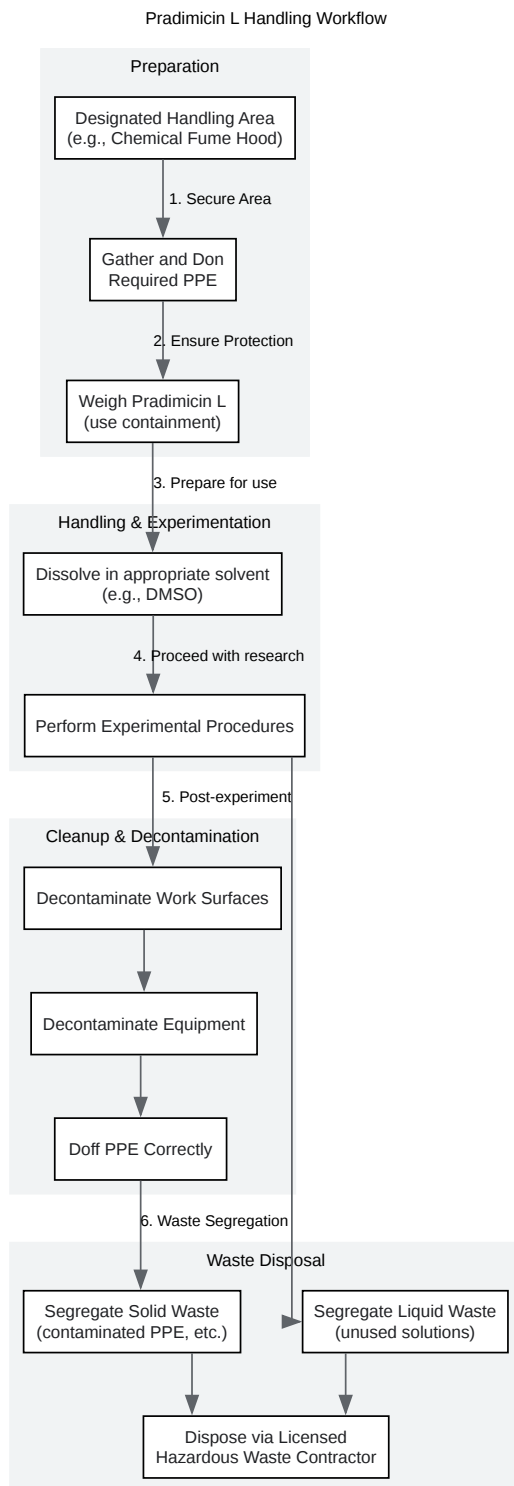 Pradimicin L Handling Workflow
Preparation
Designated Handling Area
(e.g., Chemical Fume Hood)
1. Secure Area
Gather and Don
Required PPE
2. Ensure Protection
Weigh Pradimicin L
(use containment)
3. Prepare for use
Handling & Experimentation
Dissolve in appropriate solvent
(e.g., DMSO)
4. Proceed with research
Perform Experimental Procedures
5. Post-experiment
Cleanup & Decontamination
Decontaminate Work Surfaces
Decontaminate Equipment
Doff PPE Correctly
6. Waste Segregation
Waste Disposal
Segregate Solid Waste
(contaminated PPE, etc.)
Segregate Liquid Waste
(unused solutions)
Dispose via Licensed
Hazardous Waste Contractor